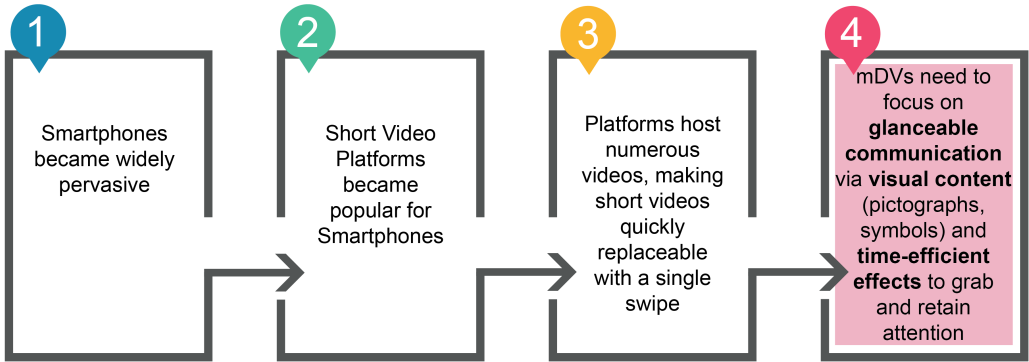 1
Smartphones
became widely
pervasive
2
Short Video
Platforms
became
popular for
Smartphones
3
Platforms host
numerous
videos, making
short videos
quickly
replaceable
with a single
swipe
4
mDVs need to
focus on
glanceable
communication
via visual content
(pictographs,
symbols) and
time-efficient
effects to grab
and retain
attention